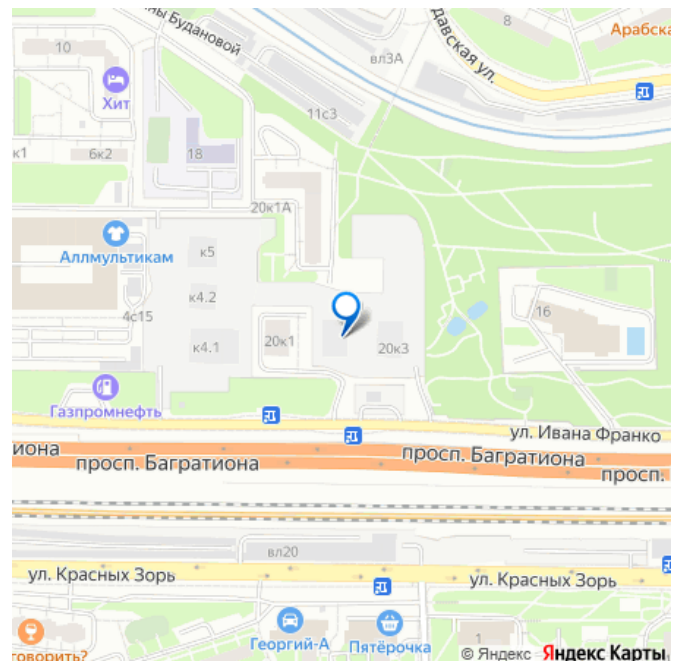 8
Арабска
10
ны Будановой
вл3А
давская ул.
Хит
11с3
к1
6к2
18
20к1А
Аллмультикам
к5
к4.2
4с15
16
к4.1
20к1
20к3
Газпромнефть
ул. Ивана Франко
иона
просп. Багратиона
просп. Багратиона
просп.
вл20
ул. Красных Зорь
ул. Красных Зорь
говорить?
Георгий-А
Пятёрочка
1
© Яндекс Яндекс Карты